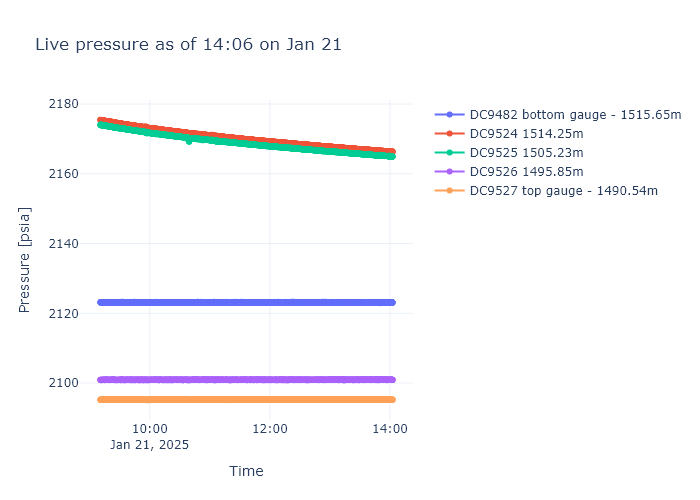 Live pressure as of 14:06 on Jan 21
DC9482 bottom gauge - 1515.65m
DC9524 1514.25m
DC9525 1505.23m
DC9526 1495.85m
DC9527 top gauge - 1490.54m
Pressure [psia]
2180
2160
2140
2120
2100
10:00
Jan 21, 2025
12:00
14:00
Time